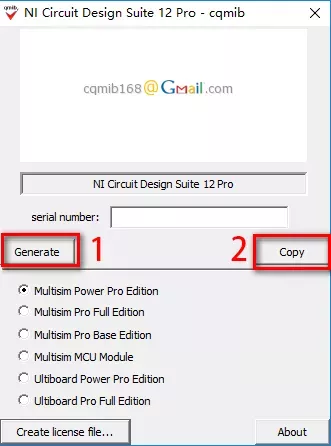 cqmib
NI Circuit Design Suite 12 Pro - cqmib
cqmib168@Gmail.com
NI Circuit Design Suite 12 Pro
serial number:
Generate 1 2 Copy
Multisim Power Pro Edition
Multisim Pro Full Edition
Multisim Pro Base Edition
Multisim MCU Module
Ultiboard Power Pro Edition
Ultiboard Pro Full Edition
Create license file... About